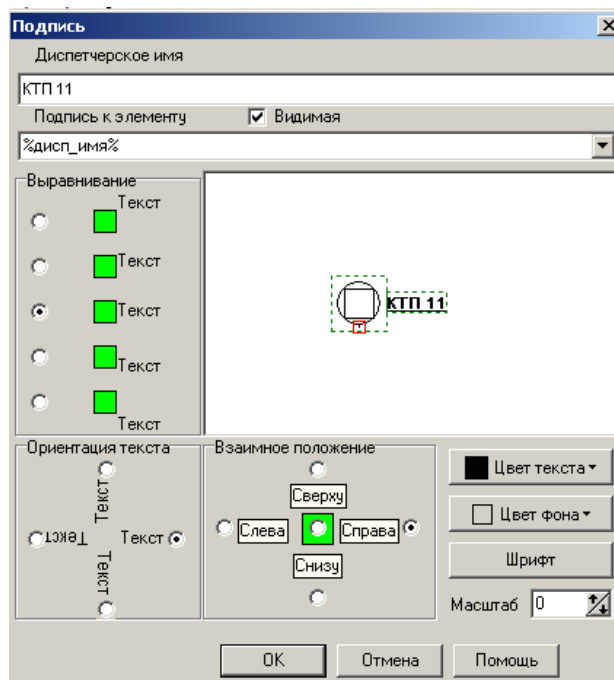 Подпись
Диспетчерское имя
КТП 11
Подпись к элементу Видимая
%дисп_имя%
Выравнивание
Текст
Текст
Текст
Текст
Текст
КТП 11
Ориентация текста
Текст
Текст
Текст
Текст
Взаимное положение
Сверху
Слева
Справа
Снизу
Цвет текста
Цвет фона
Шрифт
Масштаб 0
OK Отмена Помощь